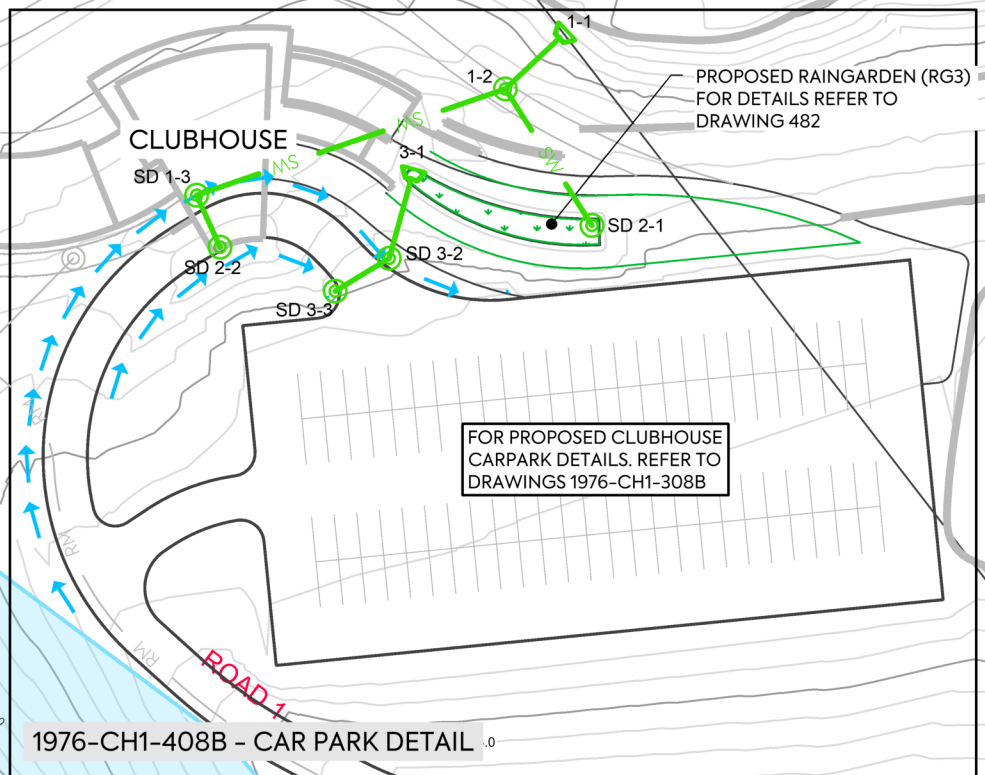 1-1
1-2
PROPOSED RAINGARDEN (RG3)
FOR DETAILS REFER TO
DRAWING 482
SW
CLUBHOUSE
3-1
SW
SW
SD 1-3
SD 2-1
SD 2-2
SD 3-2
SD 3-3
RM
FOR PROPOSED CLUBHOUSE
CARPARK DETAILS. REFER TO
DRAWINGS 1976-CH1-308B
RM
RM
ROAD 1
1976-CH1-408B - CAR PARK DETAIL
.0